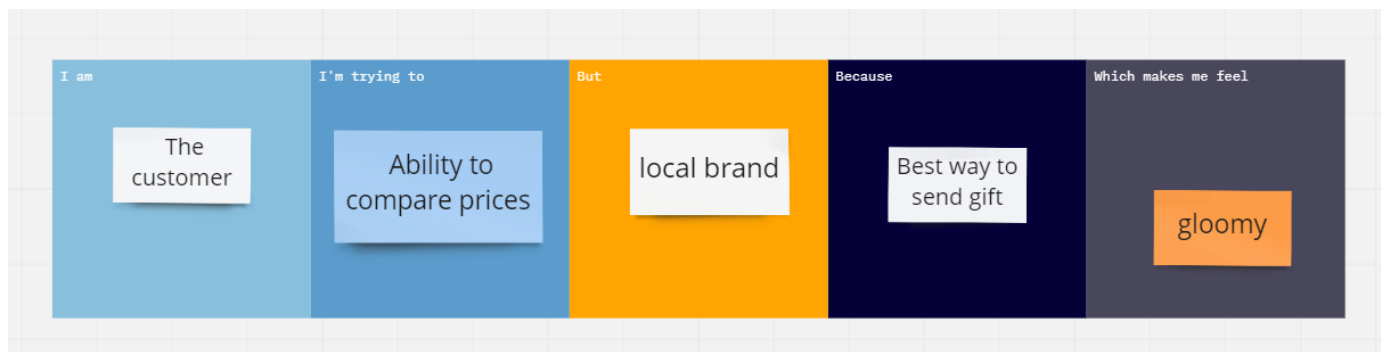 I am
The
customer
I'm trying to
Ability to
compare prices
But
local brand
Because
Best way to
send gift
Which makes me feel
gloomy